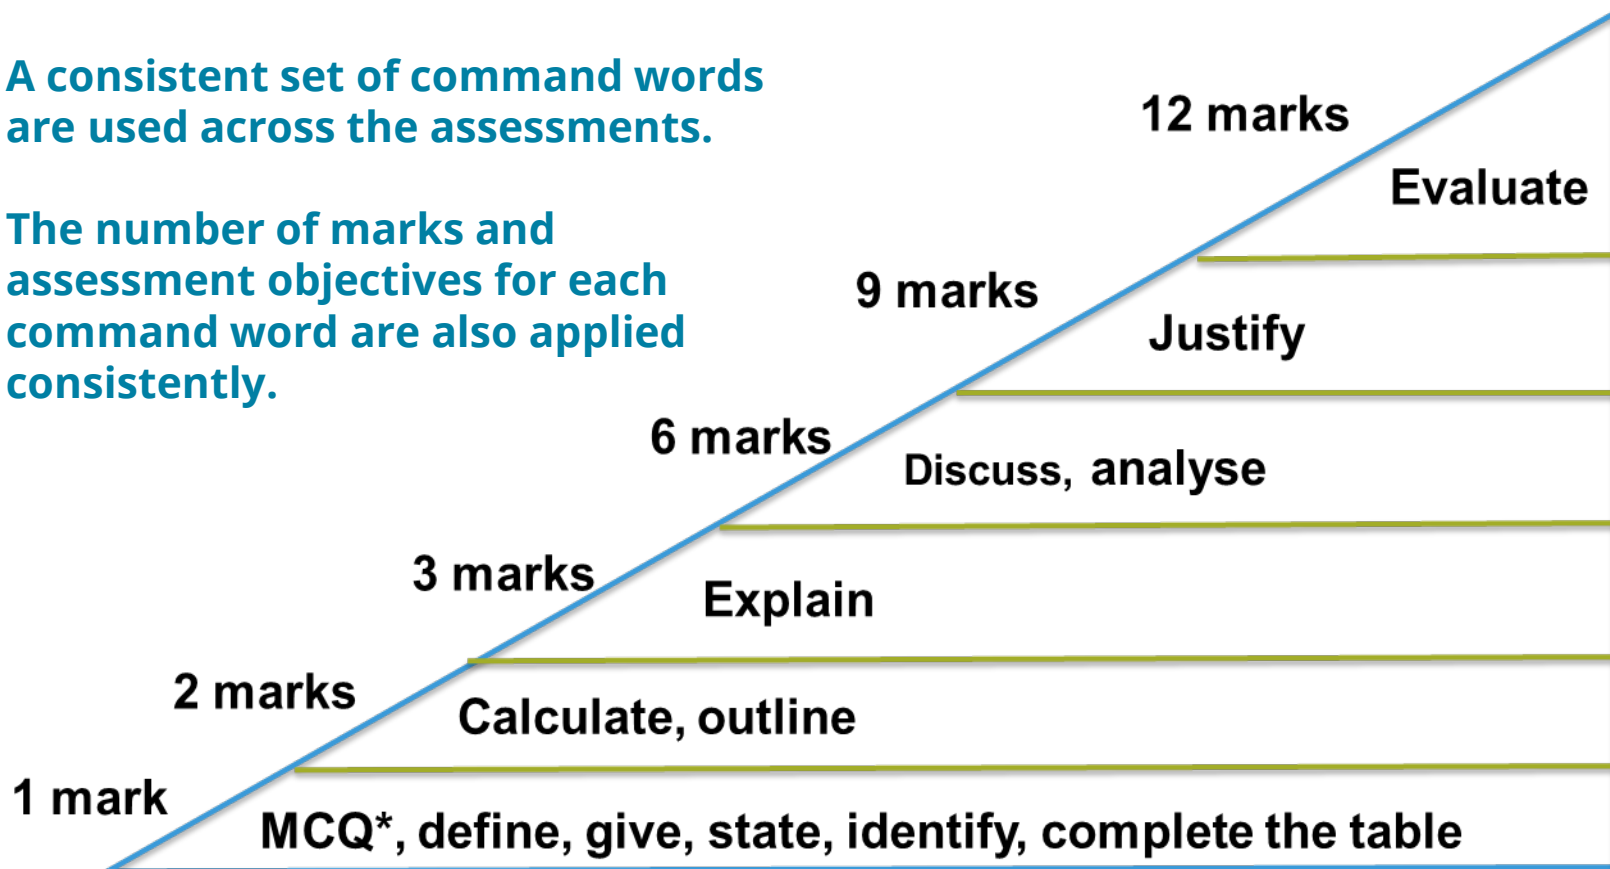 A consistent set of command words
are used across the assessments.
The number of marks and
assessment objectives for each
command word are also applied
consistently.
12 marks
Evaluate
9 marks
Justify
6 marks
Discuss, analyse
3 marks
Explain
2 marks
Calculate, outline
1 mark
MCQ*, define, give, state, identify, complete the table